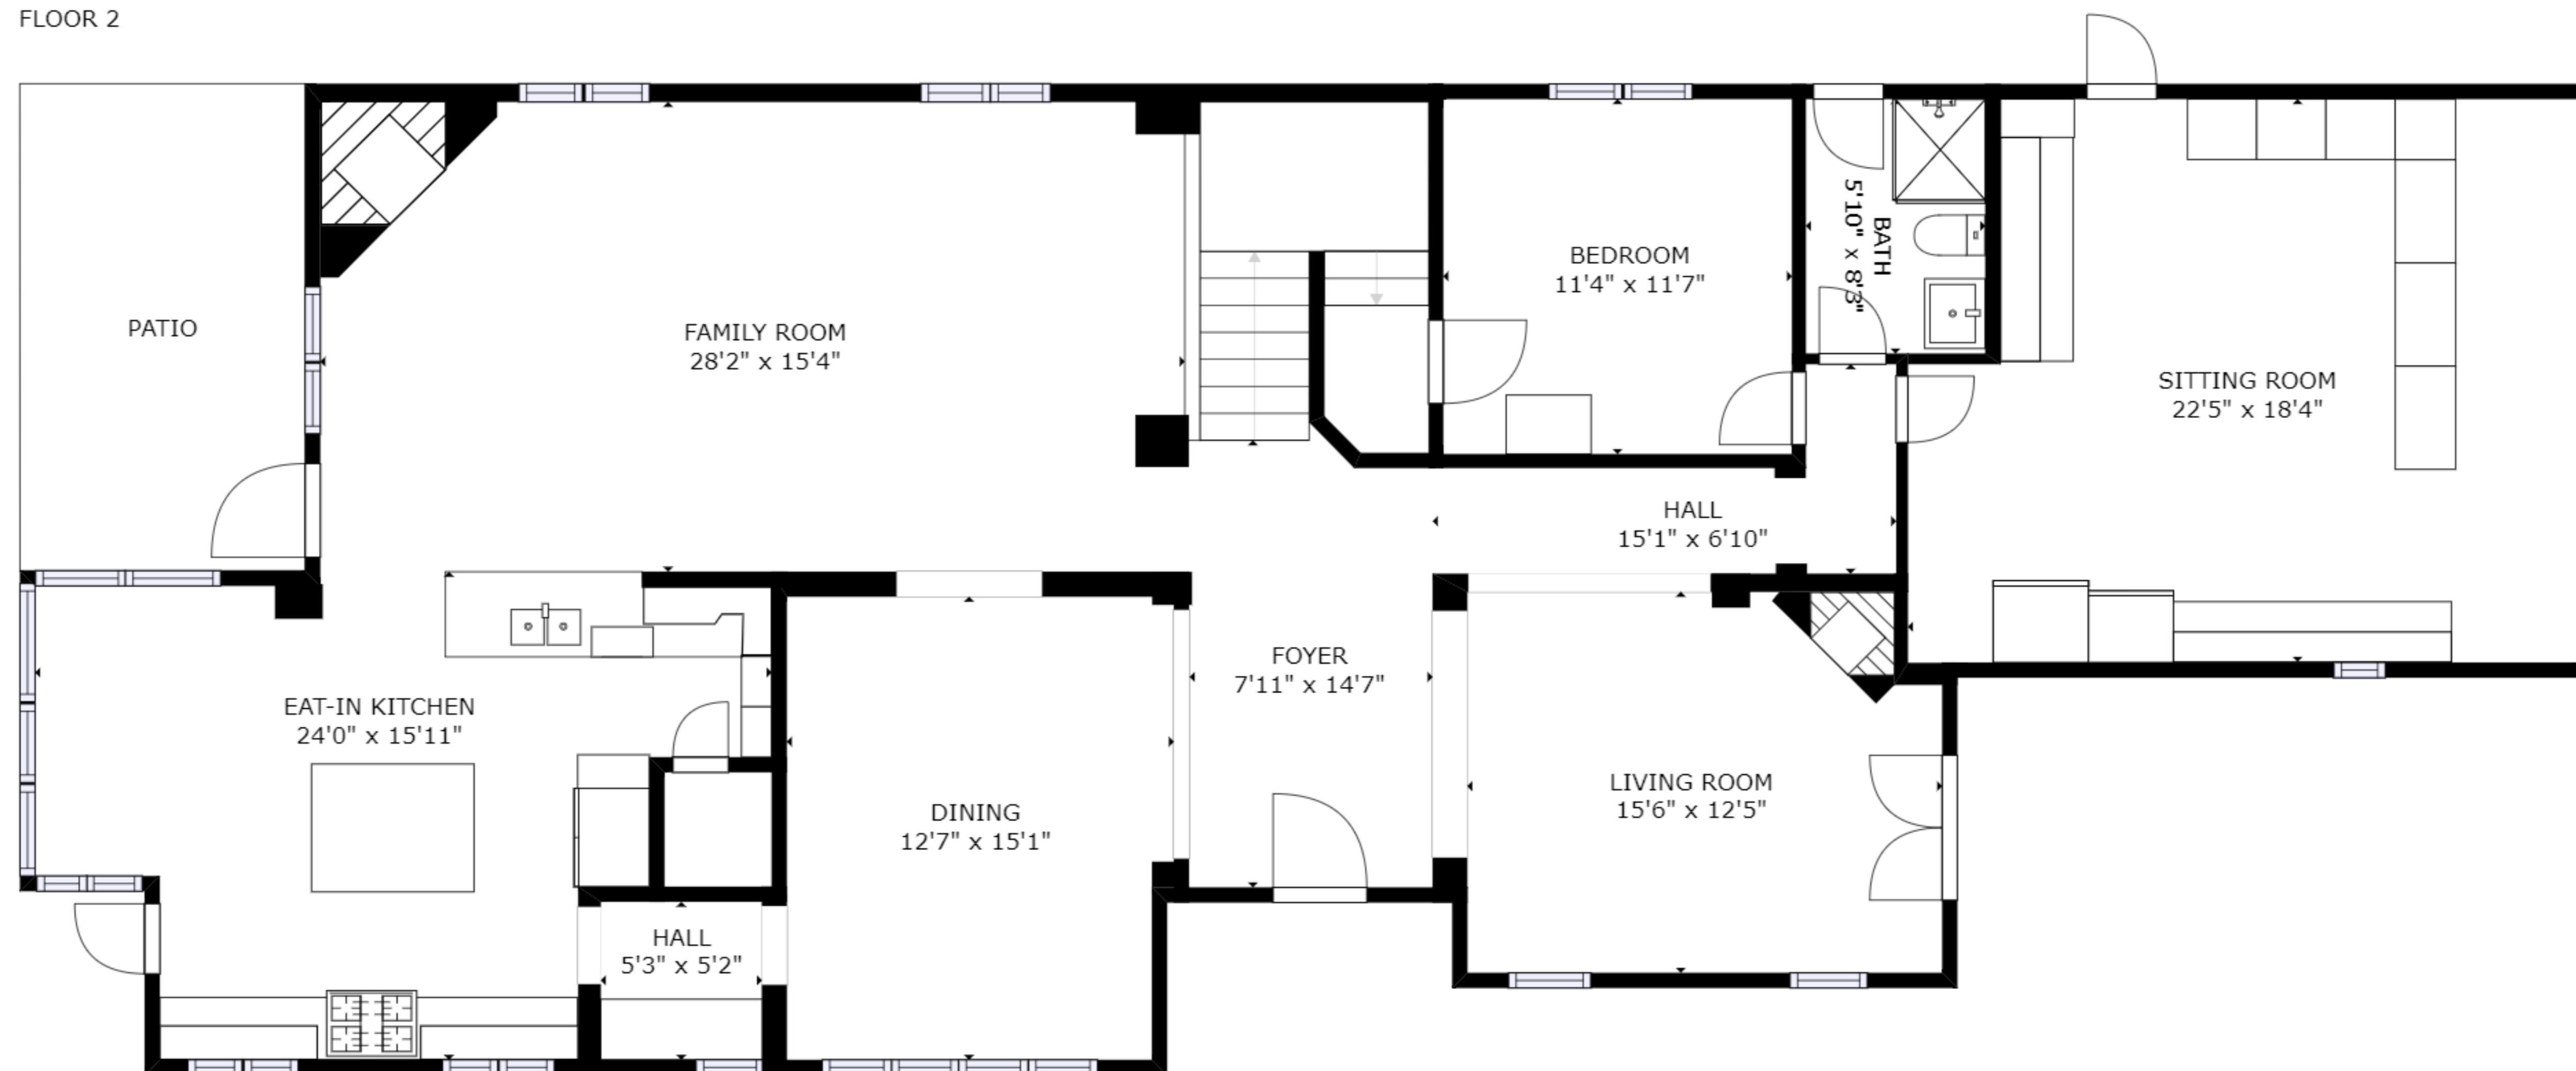 FLOOR 2
PATIO
FAMILY ROOM
28'2" x 15'4"
BEDROOM
11'4" x 11'7"
BATH
5'10" x 8'3"
SITTING ROOM
22'5" x 18'4"
HALL
15'1" x 6'10"
EAT-IN KITCHEN
24'0" x 15'11"
FOYER
7'11" x 14'7"
DINING
12'7" x 15'1"
LIVING ROOM
15'6" x 12'5"
HALL
5'3" x 5'2"